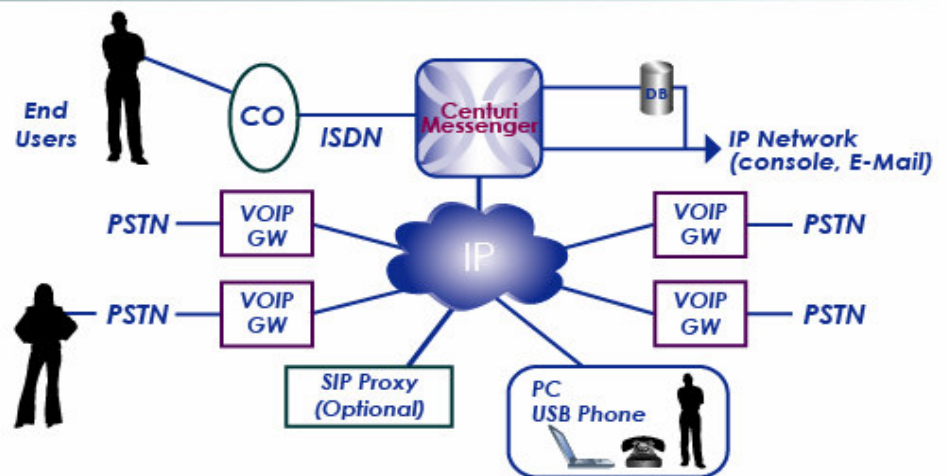 End
Users
CO
ISDN
Centuri
Messenger
DB
IP Network
(console, E-Mail)
PSTN
VOIP
GW
IP
VOIP
GW
PSTN
PSTN
VOIP
GW
VOIP
GW
PSTN
SIP Proxy
(Optional)
PC
USB Phone